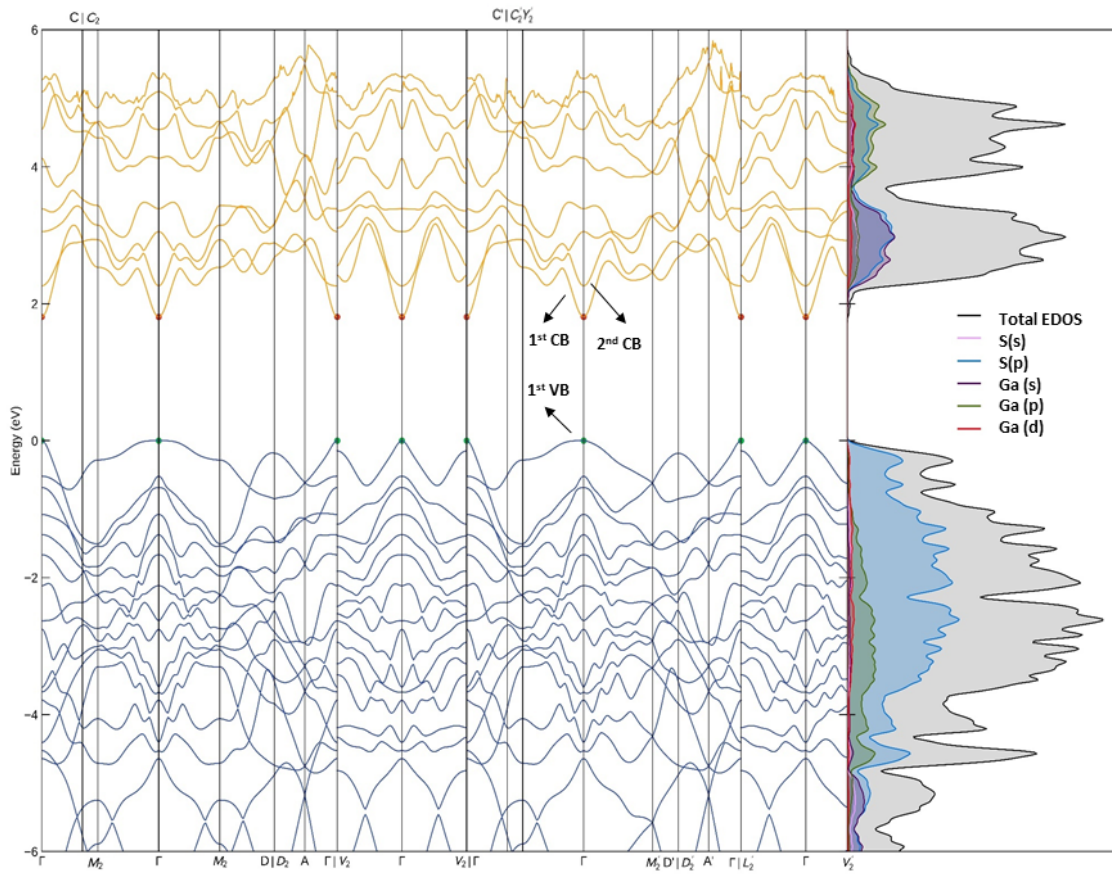 C | C₂
C' | C₂'Y₂'
6
4
2
0
−2
−4
−6
Energy (eV)
1st CB
2nd CB
1st VB
Total EDOS
S(s)
S(p)
Ga (s)
Ga (p)
Ga (d)
Γ M₂ Γ M₂ D | D₂ A Γ | V₂ Γ V₂ | Γ Γ M₂' D' | D₂' A' Γ | L₂' Γ V₂'